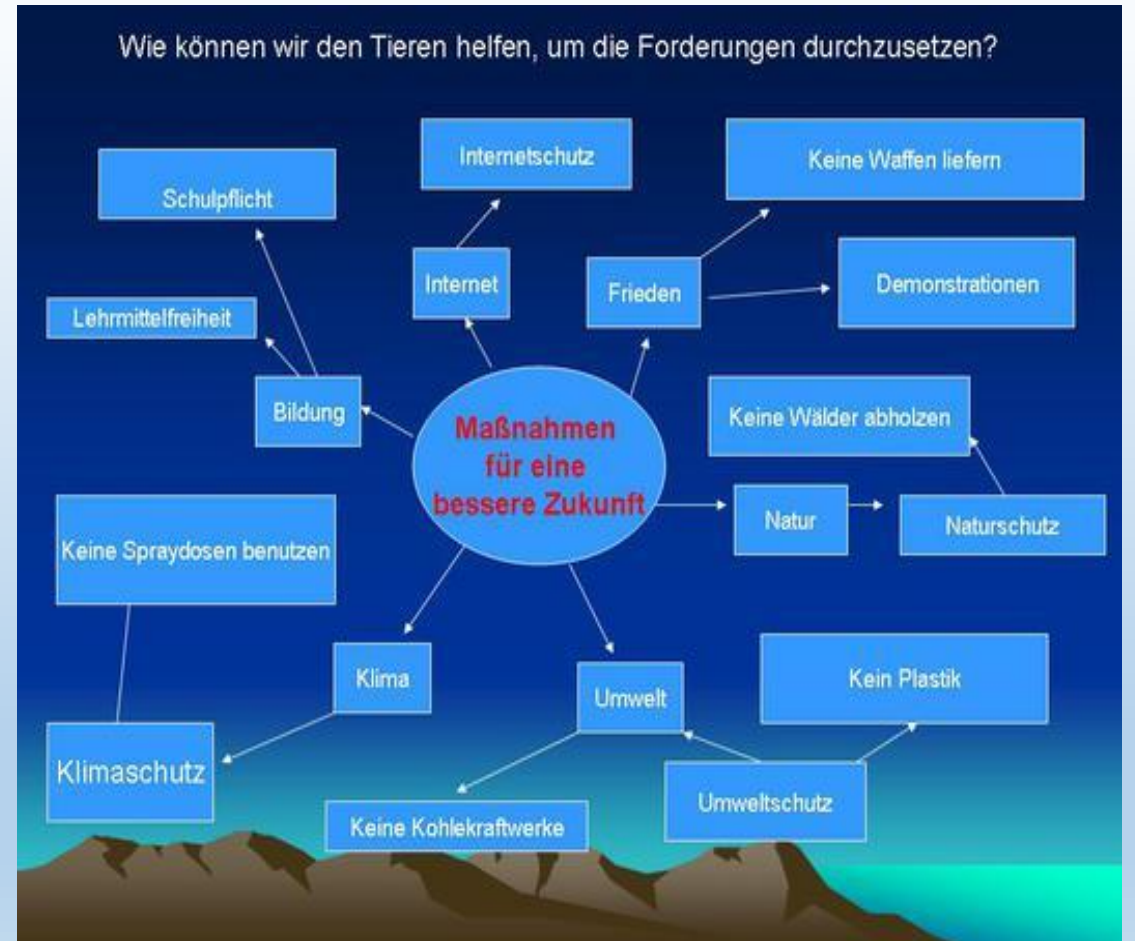 Wie können wir den Tieren helfen, um die Forderungen durchzusetzen?
Internetschutz
Keine Waffen liefern
Schulpflicht
Internet
Frieden
Demonstrationen
Lehrmittelfreiheit
Bildung
Keine Wälder abholzen
Maßnahmen
für eine
bessere Zukunft
Natur
Naturschutz
Keine Spraydosen benutzen
Klima
Umwelt
Kein Plastik
Klimaschutz
Umweltschutz
Keine Kohlekraftwerke